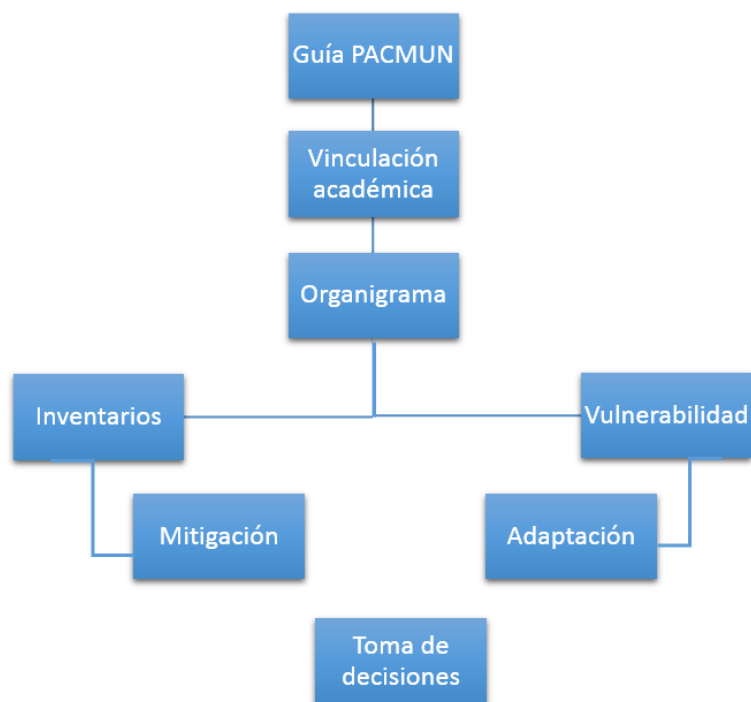 Guía PACMUN
Vinculación
académica
Organigrama
Inventarios
Vulnerabilidad
Mitigación
Adaptación
Toma de
decisiones